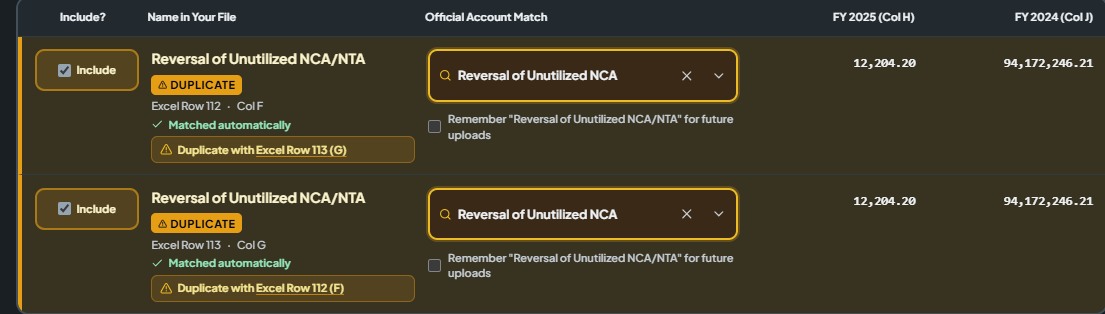 Include? Name in Your File Official Account Match FY 2025 (Col H) FY 2024 (Col J)
Include Reversal of Unutilized NCA/NTA Reversal of Unutilized NCA 12,204.20 94,172,246.21
DUPLICATE
Excel Row 112 · Col F
Remember "Reversal of Unutilized NCA/NTA" for future
uploads
Matched automatically
Duplicate with Excel Row 113 (G)
Include Reversal of Unutilized NCA/NTA Reversal of Unutilized NCA 12,204.20 94,172,246.21
DUPLICATE
Excel Row 113 · Col G
Remember "Reversal of Unutilized NCA/NTA" for future
uploads
Matched automatically
Duplicate with Excel Row 112 (F)